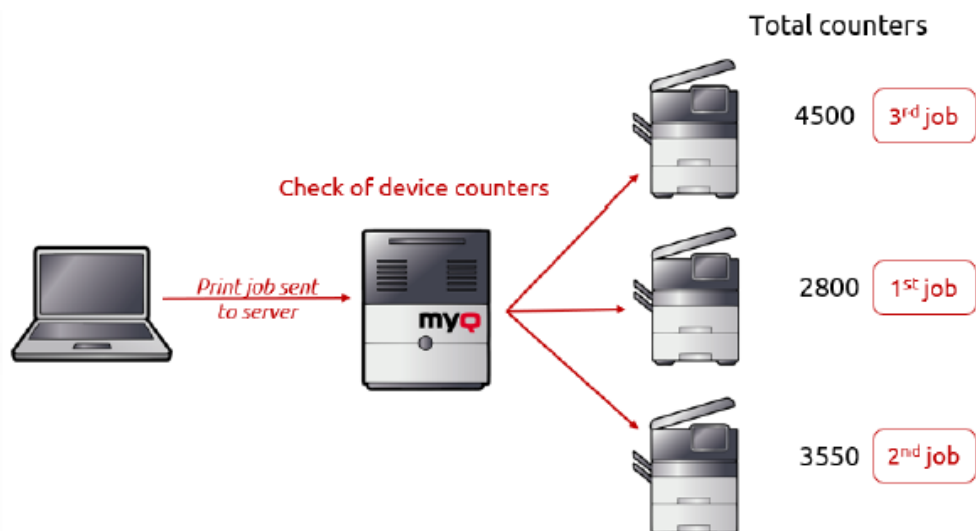 Total counters
4500 3rd job
Check of device counters
Print job sent
to server
myQ
2800 1st job
3550 2nd job